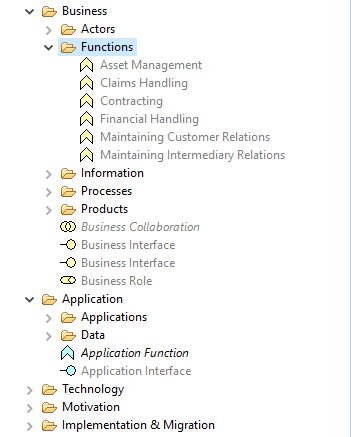 Business
Actors
Functions
Asset Management
Claims Handling
Contracting
Financial Handling
Maintaining Customer Relations
Maintaining Intermediary Relations
Information
Processes
Products
Business Collaboration
Business Interface
Business Interface
Business Role
Application
Applications
Data
Application Function
Application Interface
Technology
Motivation
Implementation & Migration